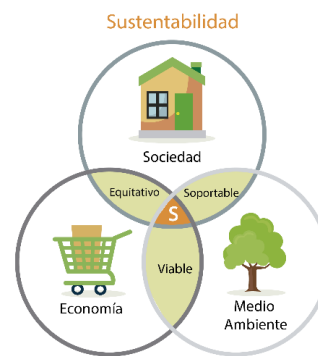 Sustentabilidad
Sociedad
Equitativo
Soportable
S
Viable
Economía
Medio
Ambiente